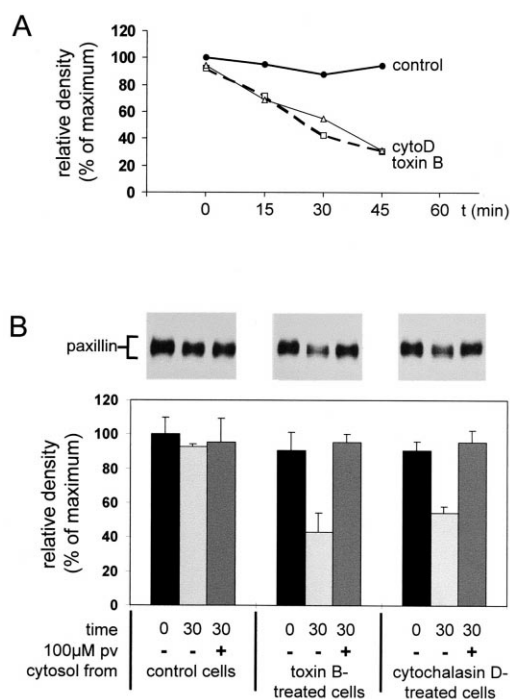 A
relative density
(% of maximum)
120
100
80
60
40
20
0
control
cytoD
toxin B
0 15 30 45 60 t (min)
B
paxillin
relative density
(% of maximum)
120
100
80
60
40
20
0
time 0 30 30 0 30 30 0 30 30
100µM pv - - + - - + - - +
cytosol from control cells toxin B- cytochalasin D-
treated cells treated cells